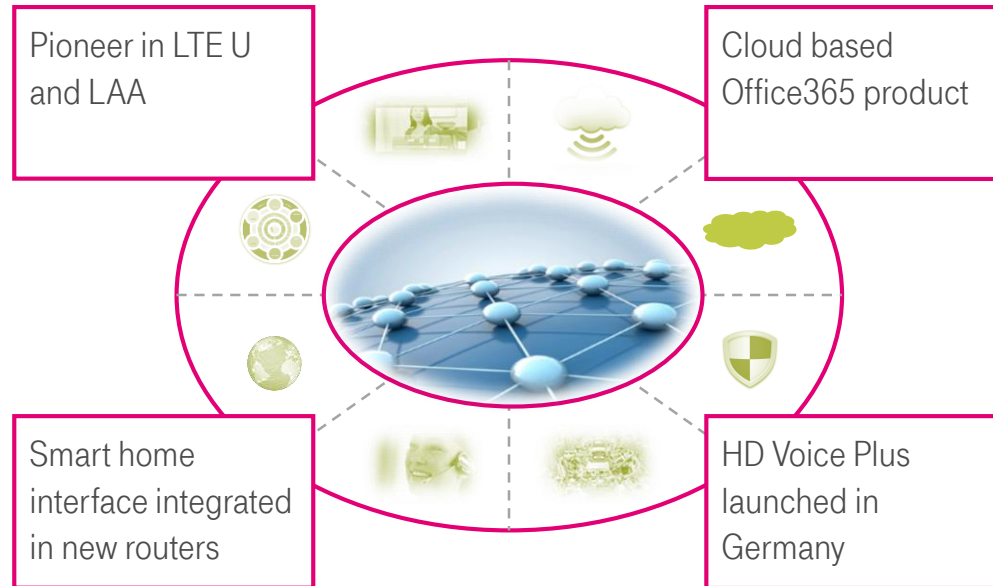 Pioneer in LTE U
and LAA
Cloud based
Office365 product
Smart home
interface integrated
in new routers
HD Voice Plus
launched in
Germany